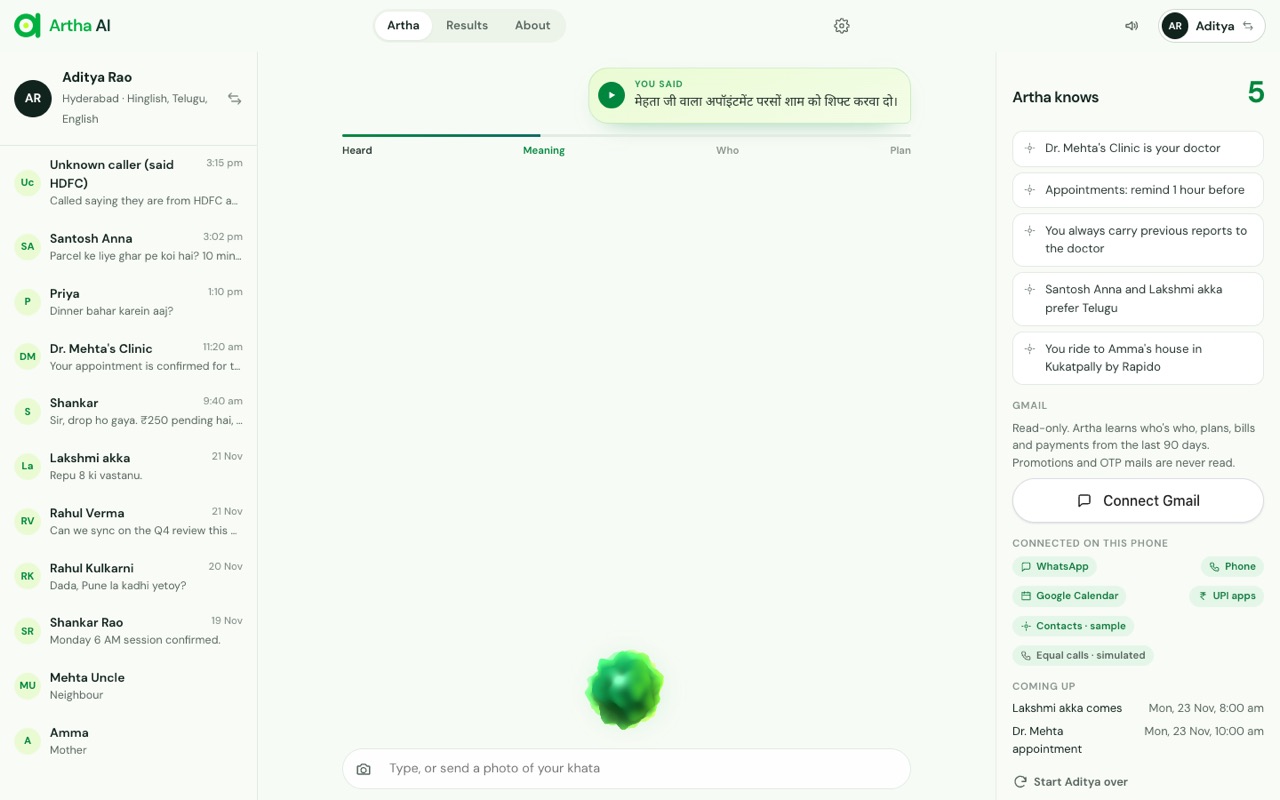 Artha AI
Artha
Results
About
AR
Aditya
AR
Aditya Rao
Hyderabad · Hinglish, Telugu,
English
Uc
Unknown caller (said
HDFC)
3:15 pm
Called saying they are from HDFC a…
SA
Santosh Anna
3:02 pm
Parcel ke liye ghar pe koi hai? 10 min…
P
Priya
1:10 pm
Dinner bahar karein aaj?
DM
Dr. Mehta's Clinic
11:20 am
Your appointment is confirmed for t…
S
Shankar
9:40 am
Sir, drop ho gaya. ₹250 pending hai, …
La
Lakshmi akka
21 Nov
Repu 8 ki vastanu.
RV
Rahul Verma
21 Nov
Can we sync on the Q4 review this …
RK
Rahul Kulkarni
20 Nov
Dada, Pune la kadhi yetoy?
SR
Shankar Rao
19 Nov
Monday 6 AM session confirmed.
MU
Mehta Uncle
Neighbour
A
Amma
Mother
YOU SAID
मेहता जी वाला अपॉइंटमेंट परसों शाम को शिफ्ट करवा दो।
Heard
Meaning
Who
Plan
Type, or send a photo of your khata
Artha knows
5
Dr. Mehta's Clinic is your doctor
Appointments: remind 1 hour before
You always carry previous reports to
the doctor
Santosh Anna and Lakshmi akka
prefer Telugu
You ride to Amma's house in
Kukatpally by Rapido
GMAIL
Read-only. Artha learns who's who, plans, bills
and payments from the last 90 days.
Promotions and OTP mails are never read.
Connect Gmail
CONNECTED ON THIS PHONE
WhatsApp
Phone
Google Calendar
₹ UPI apps
Contacts · sample
Equal calls · simulated
COMING UP
Lakshmi akka comes
Mon, 23 Nov, 8:00 am
Dr. Mehta
appointment
Mon, 23 Nov, 10:00 am
Start Aditya over